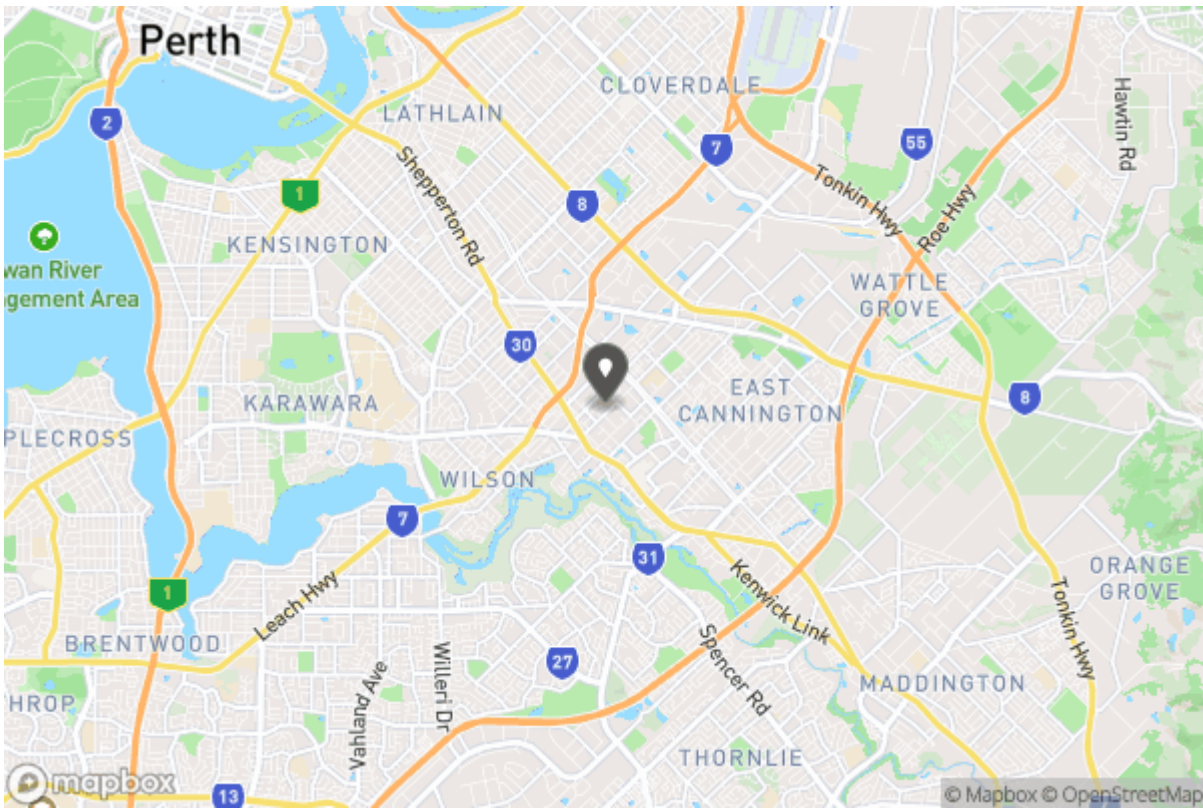 Perth
CLOVERDALE
LATHLAIN
2
7
55
Hawtin Rd
Shepperton Rd
Tonkin Hwy
1
8
Roe Hwy
KENSINGTON
wan River
gement Area
WATTLE
GROVE
30
EAST
CANNINGTON
8
KARAWARA
PLECROSS
WILSON
7
31
ORANGE
GROVE
Kenwick Link
1
Leach Hwy
Tonkin Hwy
BRENTWOOD
Willeri Dr
Spencer Rd
27
MADDINGTON
THROP
Vahland Ave
THORNLIE
mapbox
13
© Mapbox © OpenStreetMap